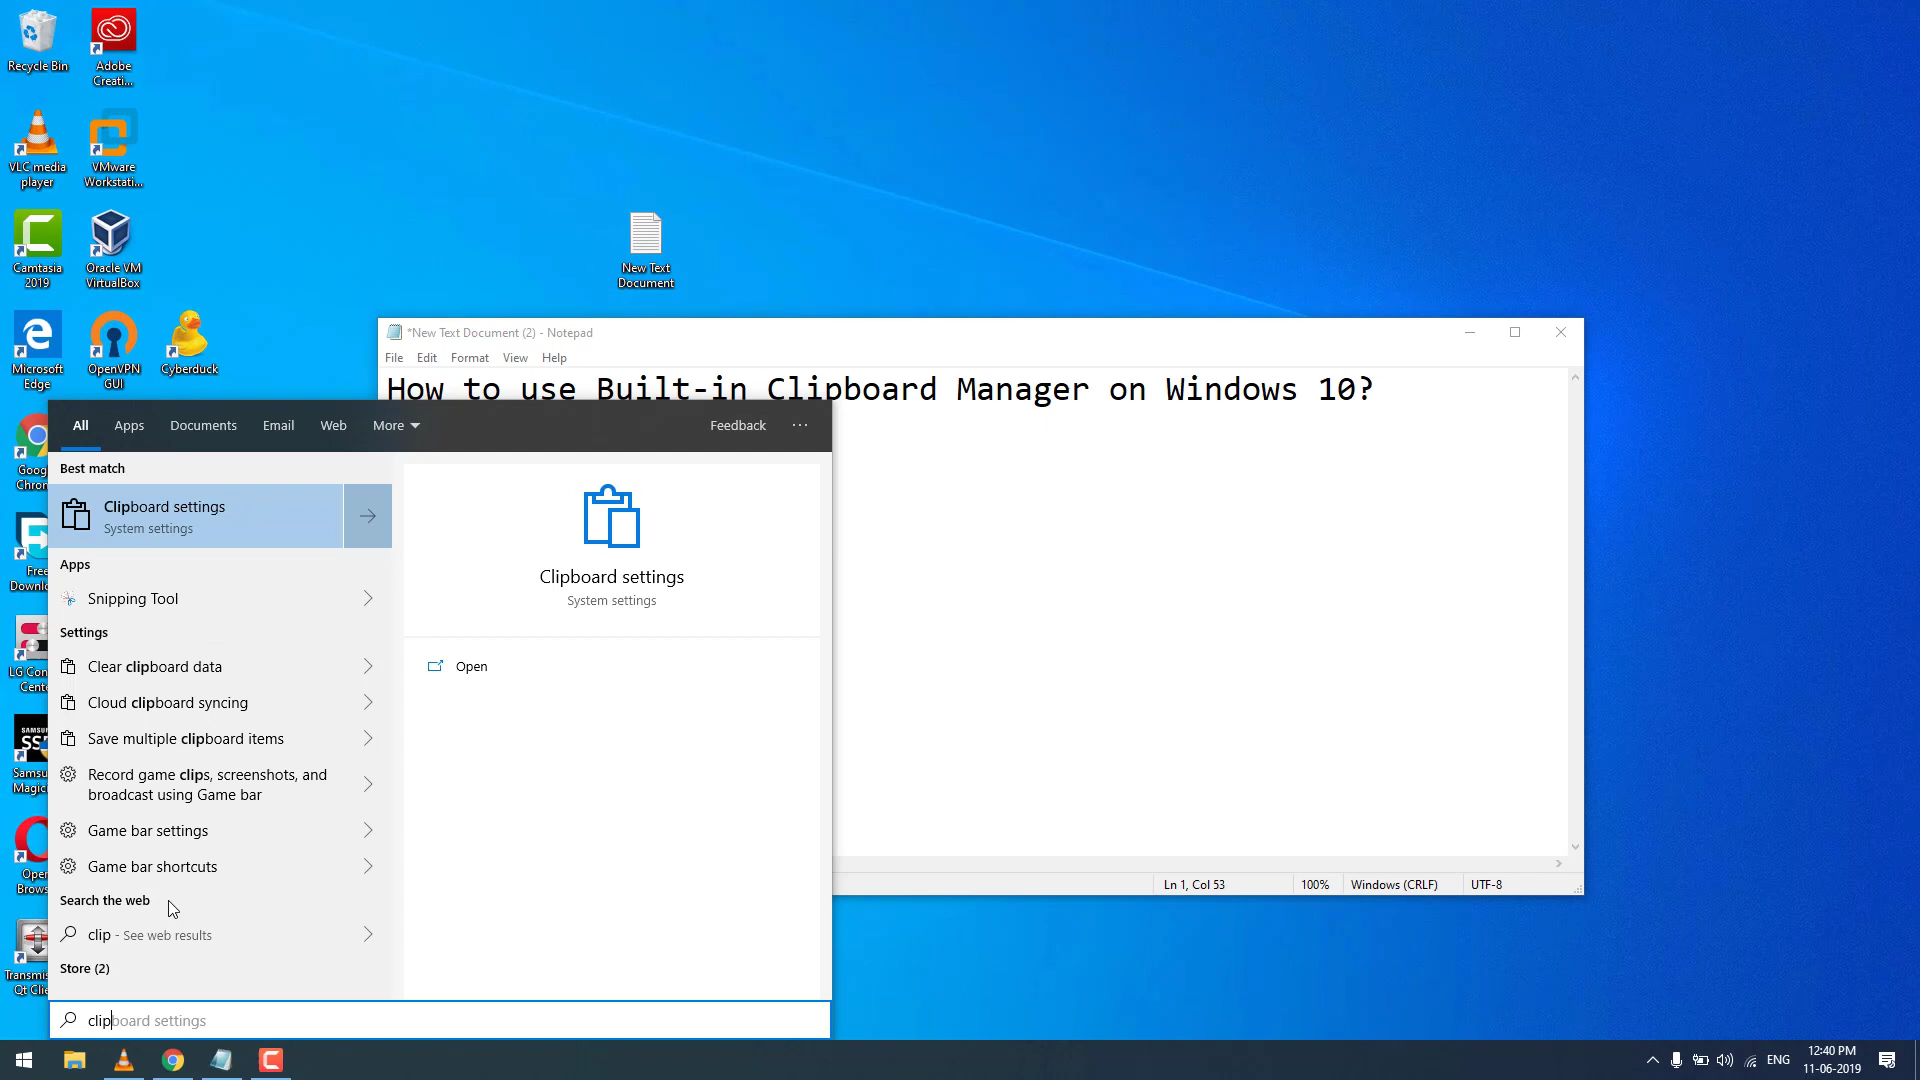 Recycle Bin
Adobe
Creati...
VLC media
player
VMware
Workstati...
Camtasia
2019
Oracle VM
VirtualBox
New Text
Document
Microsoft
Edge
OpenVPN
GUI
Cyberduck
*New Text Document (2) - Notepad
File Edit Format View Help
How to use Built-in Clipboard Manager on Windows 10?
All Apps Documents Email Web More Feedback
Best match
Clipboard settings
System settings
Apps
Snipping Tool
Settings
Clear clipboard data
Cloud clipboard syncing
Save multiple clipboard items
Record game clips, screenshots, and
broadcast using Game bar
Game bar settings
Game bar shortcuts
Search the web
clip - See web results
Store (2)
Clipboard settings
System settings
Open
clipboard settings
Ln 1, Col 53
100%
Windows (CRLF)
UTF-8
ENG
12:40 PM
11-06-2019